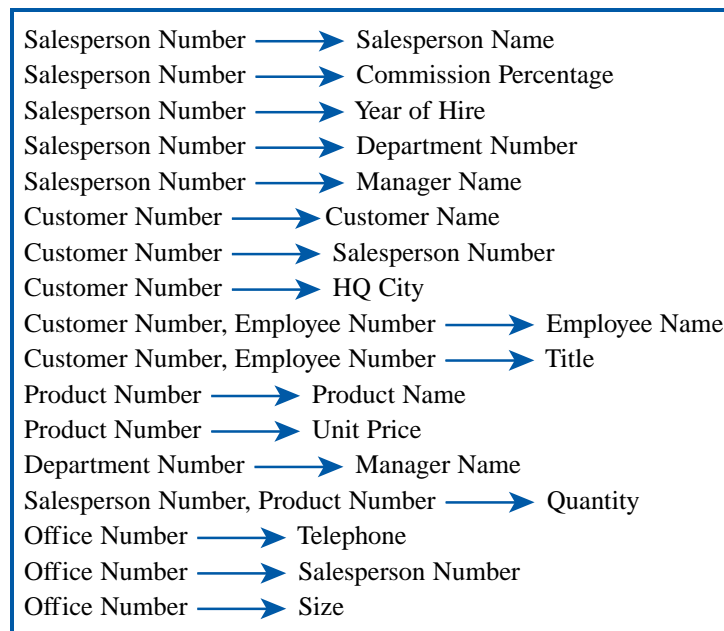 Salesperson Number → Salesperson Name
Salesperson Number → Commission Percentage
Salesperson Number → Year of Hire
Salesperson Number → Department Number
Salesperson Number → Manager Name
Customer Number → Customer Name
Customer Number → Salesperson Number
Customer Number → HQ City
Customer Number, Employee Number → Employee Name
Customer Number, Employee Number → Title
Product Number → Product Name
Product Number → Unit Price
Department Number → Manager Name
Salesperson Number, Product Number → Quantity
Office Number → Telephone
Office Number → Salesperson Number
Office Number → Size